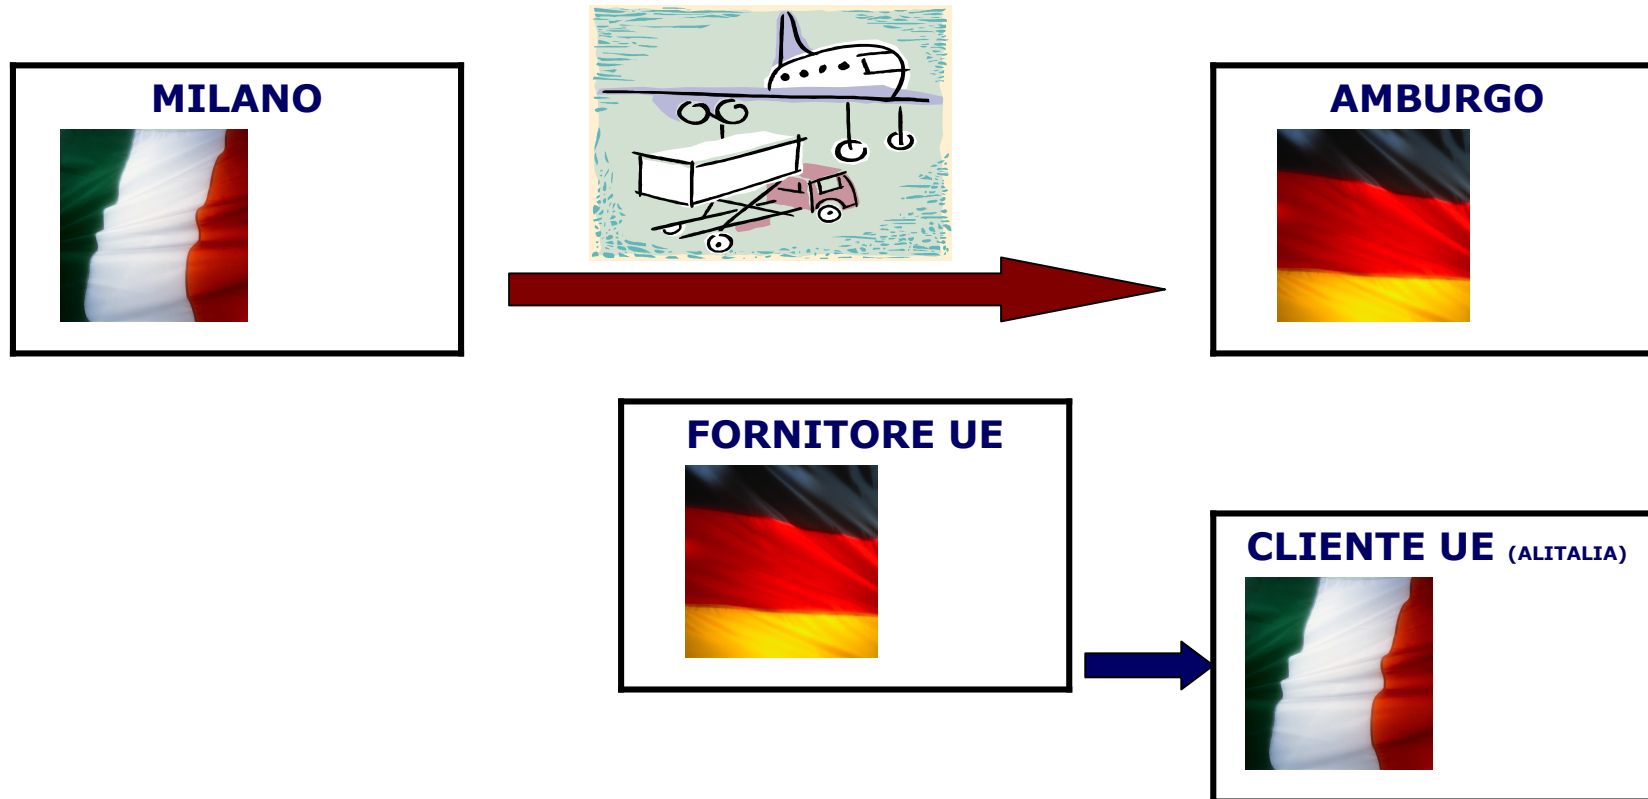 MILANO
AMBURGO
FORNITORE UE
CLIENTE UE (ALITALIA)